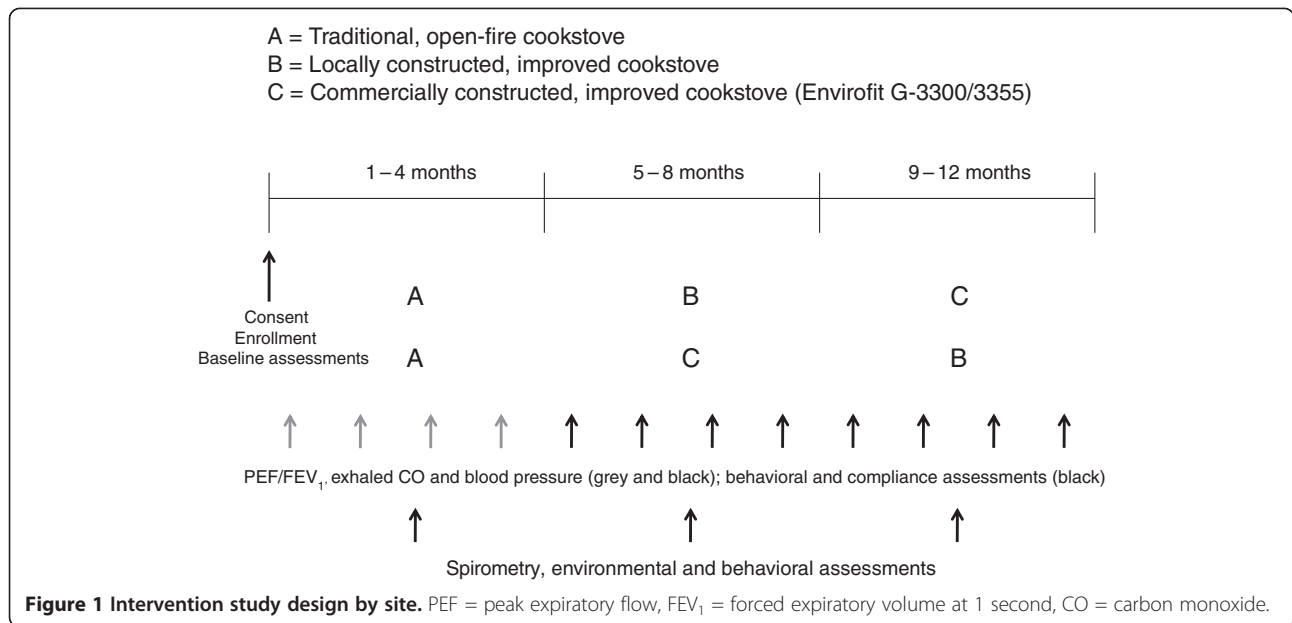 A = Traditional, open-fire cookstove
B = Locally constructed, improved cookstove
C = Commercially constructed, improved cookstove (Envirofit G-3300/3355)
1 – 4 months 5 – 8 months 9 – 12 months
A B C
Consent
Enrollment
Baseline assessments
A C B
PEF/FEV₁, exhaled CO and blood pressure (grey and black); behavioral and compliance assessments (black)
Spirometry, environmental and behavioral assessments
Figure 1 Intervention study design by site. PEF = peak expiratory flow, FEV₁ = forced expiratory volume at 1 second, CO = carbon monoxide.